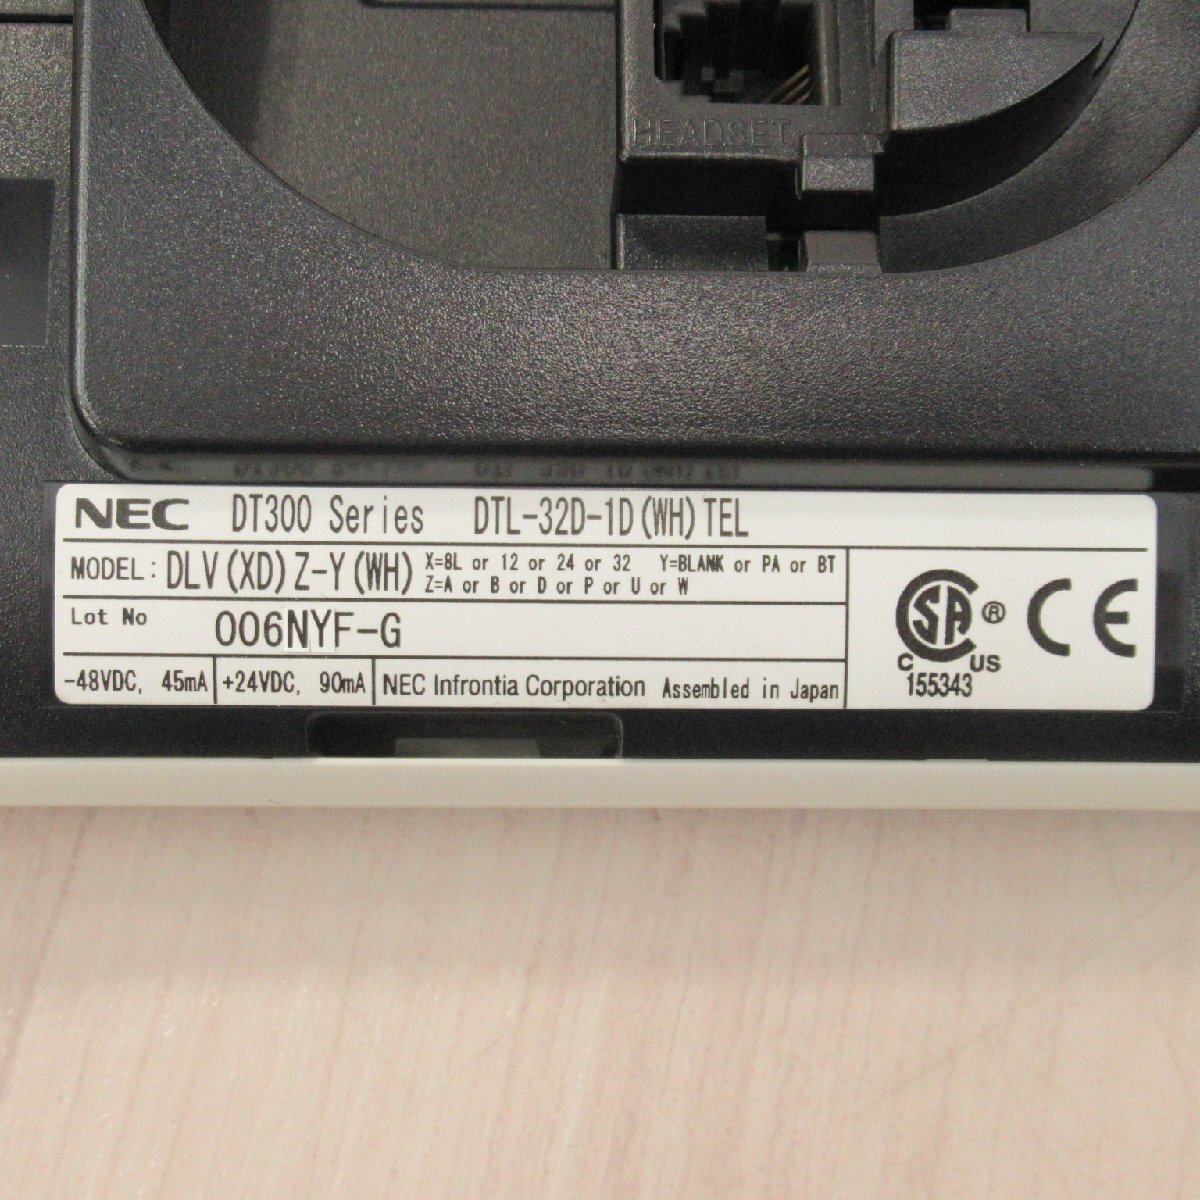 HEADSET
NEC DT300 Series DTL-32D-1D(WH)TEL
MODEL: DLV(XD)Z-Y(WH) X=8L or 12 or 24 or 32 Y=BLANK or PA or BT
Z=A or B or D or P or U or W
Lot No 006NYF-G
-48VDC, 45mA +24VDC, 90mA NEC Infrontia Corporation Assembled in Japan
SA ® CE
C US
155343